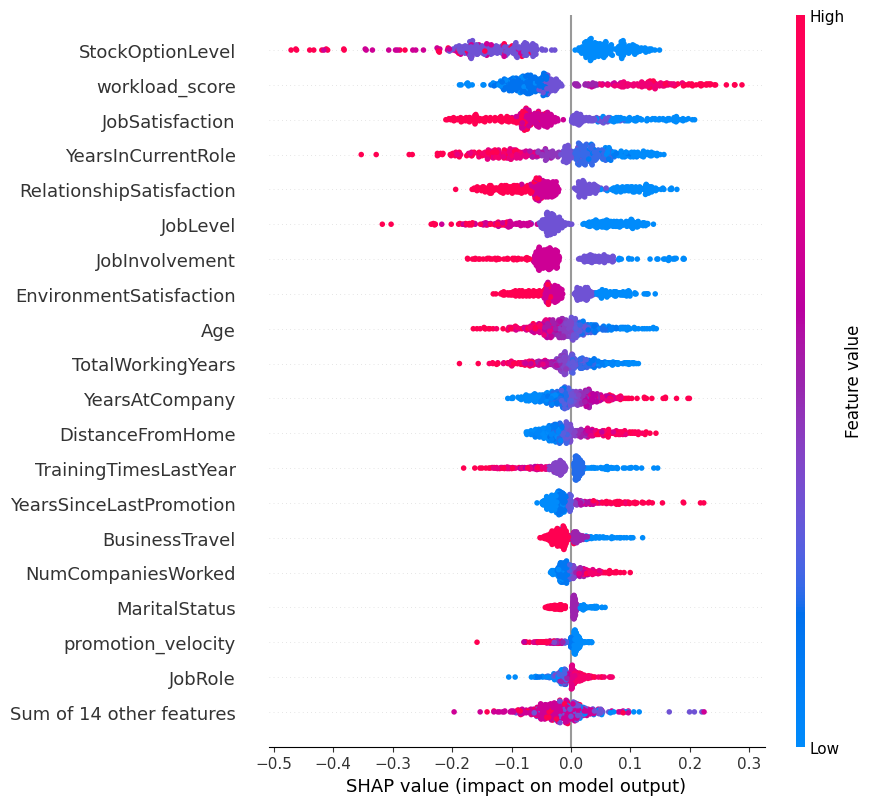 High
StockOptionLevel
workload_score
JobSatisfaction
YearsInCurrentRole
RelationshipSatisfaction
JobLevel
JobInvolvement
EnvironmentSatisfaction
Age
TotalWorkingYears
YearsAtCompany
DistanceFromHome
TrainingTimesLastYear
YearsSinceLastPromotion
BusinessTravel
NumCompaniesWorked
MaritalStatus
promotion_velocity
JobRole
Sum of 14 other features
Feature value
Low
−0.5 −0.4 −0.3 −0.2 −0.1 0.0 0.1 0.2 0.3
SHAP value (impact on model output)